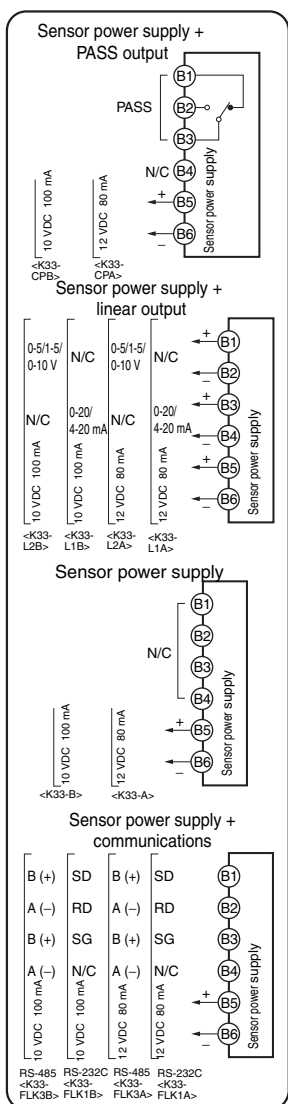 Sensor power supply +
PASS output
B1
PASS
B2
B3
N/C
B4
+
B5
−
B6
Sensor power supply
10 VDC 100 mA
12 VDC 80 mA
<K33-
CPB>
<K33-
CPA>
Sensor power supply +
linear output
0-5/1-5/
0-10 V
N/C
0-5/1-5/
0-10 V
N/C
+
B1
−
B2
N/C
0-20/
4-20 mA
N/C
0-20/
4-20 mA
+
B3
−
B4
+
B5
−
B6
Sensor power supply
10 VDC 100 mA
10 VDC 100 mA
12 VDC 80 mA
12 VDC 80 mA
<K33-
L2B>
<K33-
L1B>
<K33-
L2A>
<K33-
L1A>
Sensor power supply
B1
B2
N/C
B3
B4
+
B5
−
B6
Sensor power supply
10 VDC 100 mA
12 VDC 80 mA
<K33-B>
<K33-A>
Sensor power supply +
communications
B (+) SD B (+) SD B1
A (−) RD A (−) RD B2
B (+) SG B (+) SG B3
A (−) N/C A (−) N/C B4
+
B5
−
B6
Sensor power supply
10 VDC 100 mA
10 VDC 100 mA
12 VDC 80 mA
12 VDC 80 mA
RS-485
<K33-
FLK3B>
RS-232C
<K33-
FLK1B>
RS-485
<K33-
FLK3A>
RS-232C
<K33-
FLK1A>